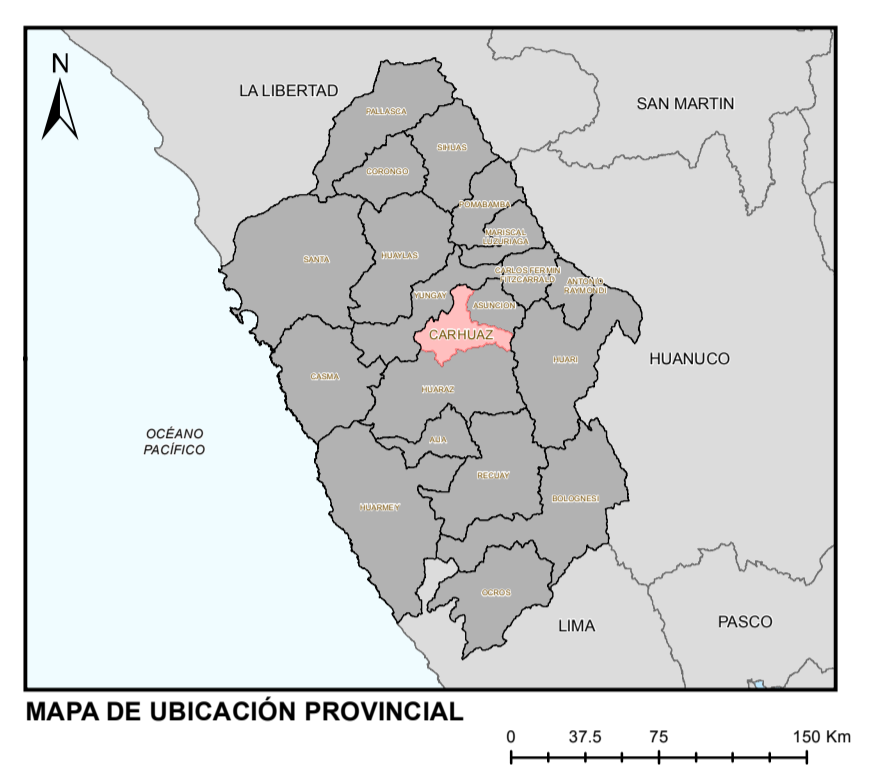 N
LA LIBERTAD
SAN MARTIN
PALLASCA
SIHUAS
CORONGO
POMABAMBA
MARISCAL
LUZURIAGA
SANTA
HUAYLAS
CARLOS FERMIN
FITZCARRALD
ANTONIO
RAYMONDI
YUNGAY
ASUNCION
CARHUAZ
HUARI
HUANUCO
CASMA
HUARAZ
OCÉANO
PACÍFICO
AIJA
RECUAY
BOLOGNESI
HUARMEY
OCROS
LIMA
PASCO
MAPA DE UBICACIÓN PROVINCIAL
0 37.5 75 150 Km